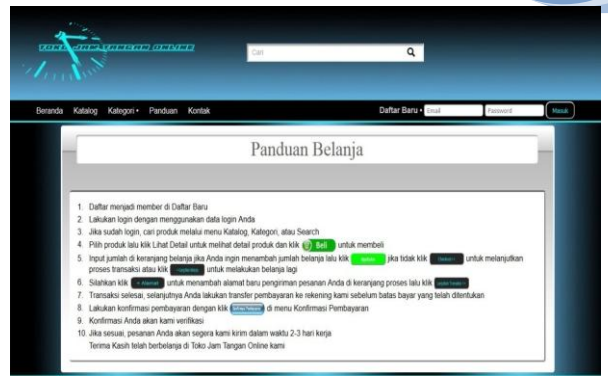 TOKO JAM TANGAN ONLINE
Cari
Beranda Katalog Kategori Panduan Kontak Daftar Baru Email Password Masuk
Panduan Belanja
1. Daftar menjadi member di Daftar Baru
2. Lakukan login dengan menggunakan data login Anda
3. Jika sudah login, cari produk melalui menu Katalog, Kategori, atau Search
4. Pilih produk lalu klik Lihat Detail untuk melihat detail produk dan klik Beli untuk membeli
5. Input jumlah di keranjang belanja jika Anda ingin menambah jumlah belanja lalu klik jika tidak klik untuk melanjutkan
proses transaksi atau klik untuk melakukan belanja lagi
6. Silahkan klik + Alamat untuk menambah alamat baru pengiriman pesanan Anda di keranjang proses lalu klik
7. Transaksi selesai, selanjutnya Anda lakukan transfer pembayaran ke rekening kami sebelum batas bayar yang telah ditentukan
8. Lakukan konfirmasi pembayaran dengan klik di menu Konfirmasi Pembayaran
9. Konfirmasi Anda akan kami verifikasi
10. Jika sesuai, pesanan Anda akan segera kami kirim dalam waktu 2-3 hari kerja
Terima Kasih telah berbelanja di Toko Jam Tangan Online kami